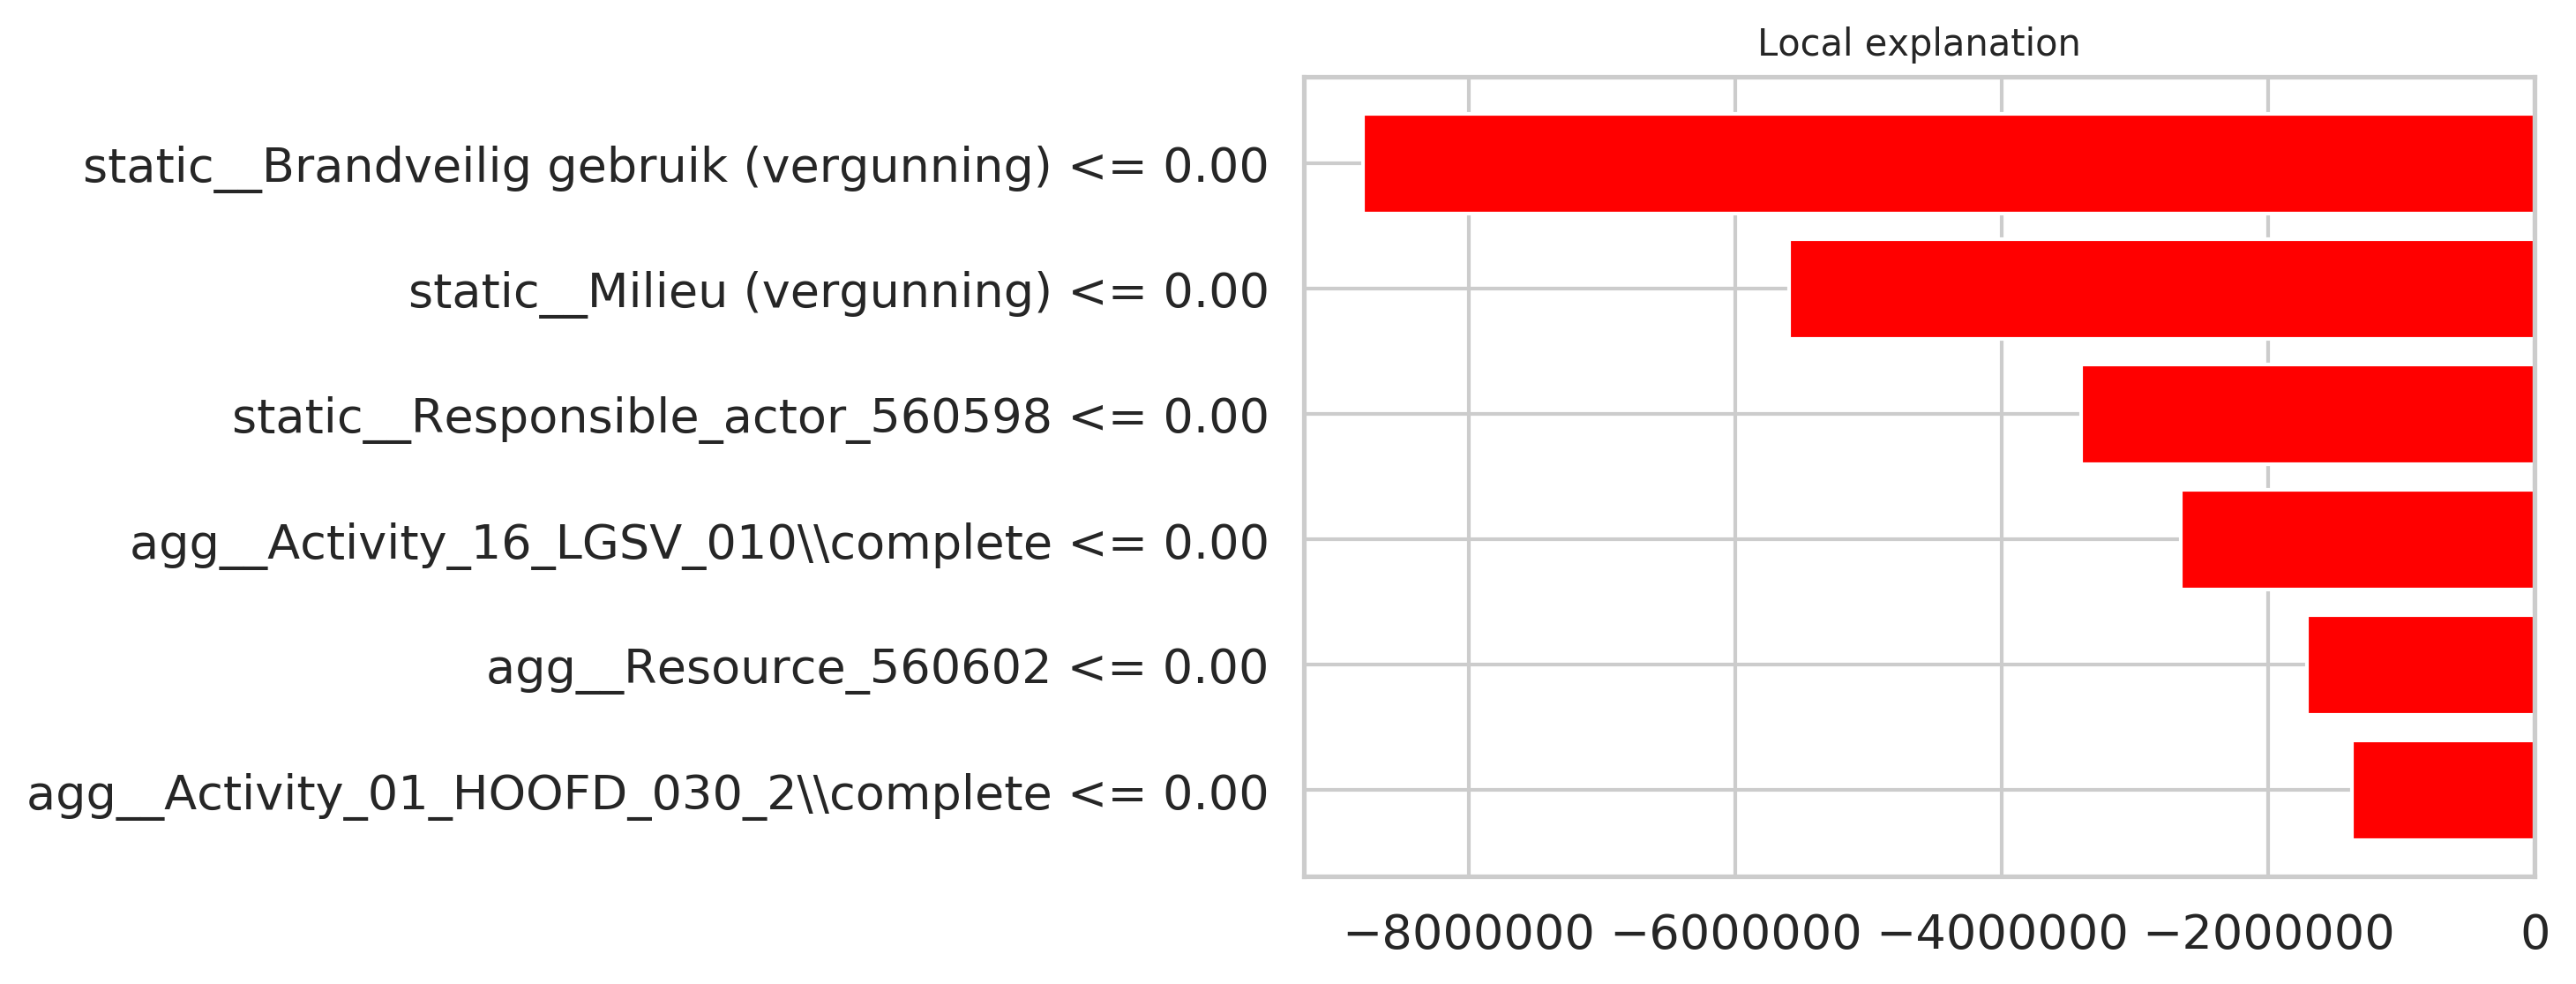 Local explanation
static__Brandveilig gebruik (vergunning) <= 0.00
static__Milieu (vergunning) <= 0.00
static__Responsible_actor_560598 <= 0.00
agg__Activity_16_LGSV_010\\complete <= 0.00
agg__Resource_560602 <= 0.00
agg__Activity_01_HOOFD_030_2\\complete <= 0.00
−8000000 −6000000 −4000000 −2000000 0